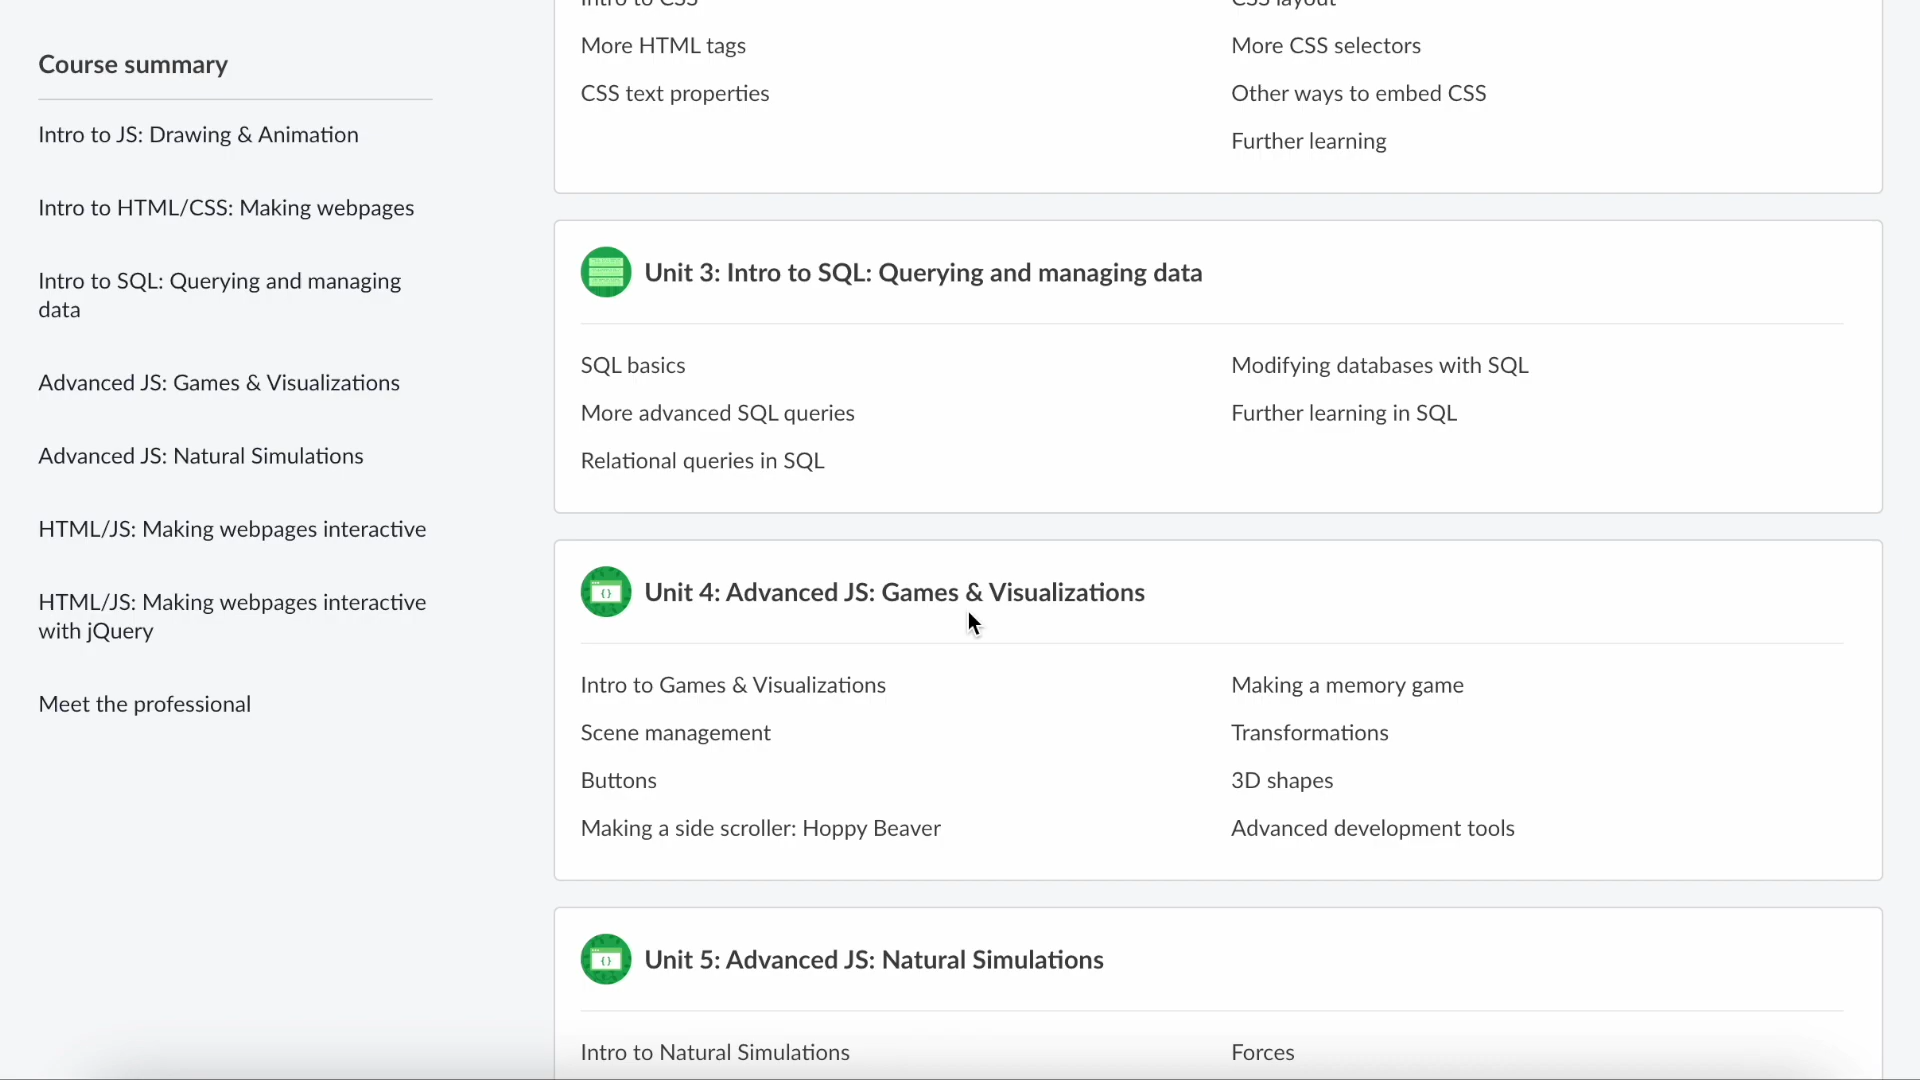 Course summary
Intro to JS: Drawing & Animation
Intro to HTML/CSS: Making webpages
Intro to SQL: Querying and managing
data
Advanced JS: Games & Visualizations
Advanced JS: Natural Simulations
HTML/JS: Making webpages interactive
HTML/JS: Making webpages interactive
with jQuery
Meet the professional
Intro to CSS
More HTML tags
CSS text properties
CSS layout
More CSS selectors
Other ways to embed CSS
Further learning
Unit 3: Intro to SQL: Querying and managing data
SQL basics
More advanced SQL queries
Relational queries in SQL
Modifying databases with SQL
Further learning in SQL
Unit 4: Advanced JS: Games & Visualizations
Intro to Games & Visualizations
Scene management
Buttons
Making a side scroller: Hoppy Beaver
Making a memory game
Transformations
3D shapes
Advanced development tools
Unit 5: Advanced JS: Natural Simulations
Intro to Natural Simulations
Forces